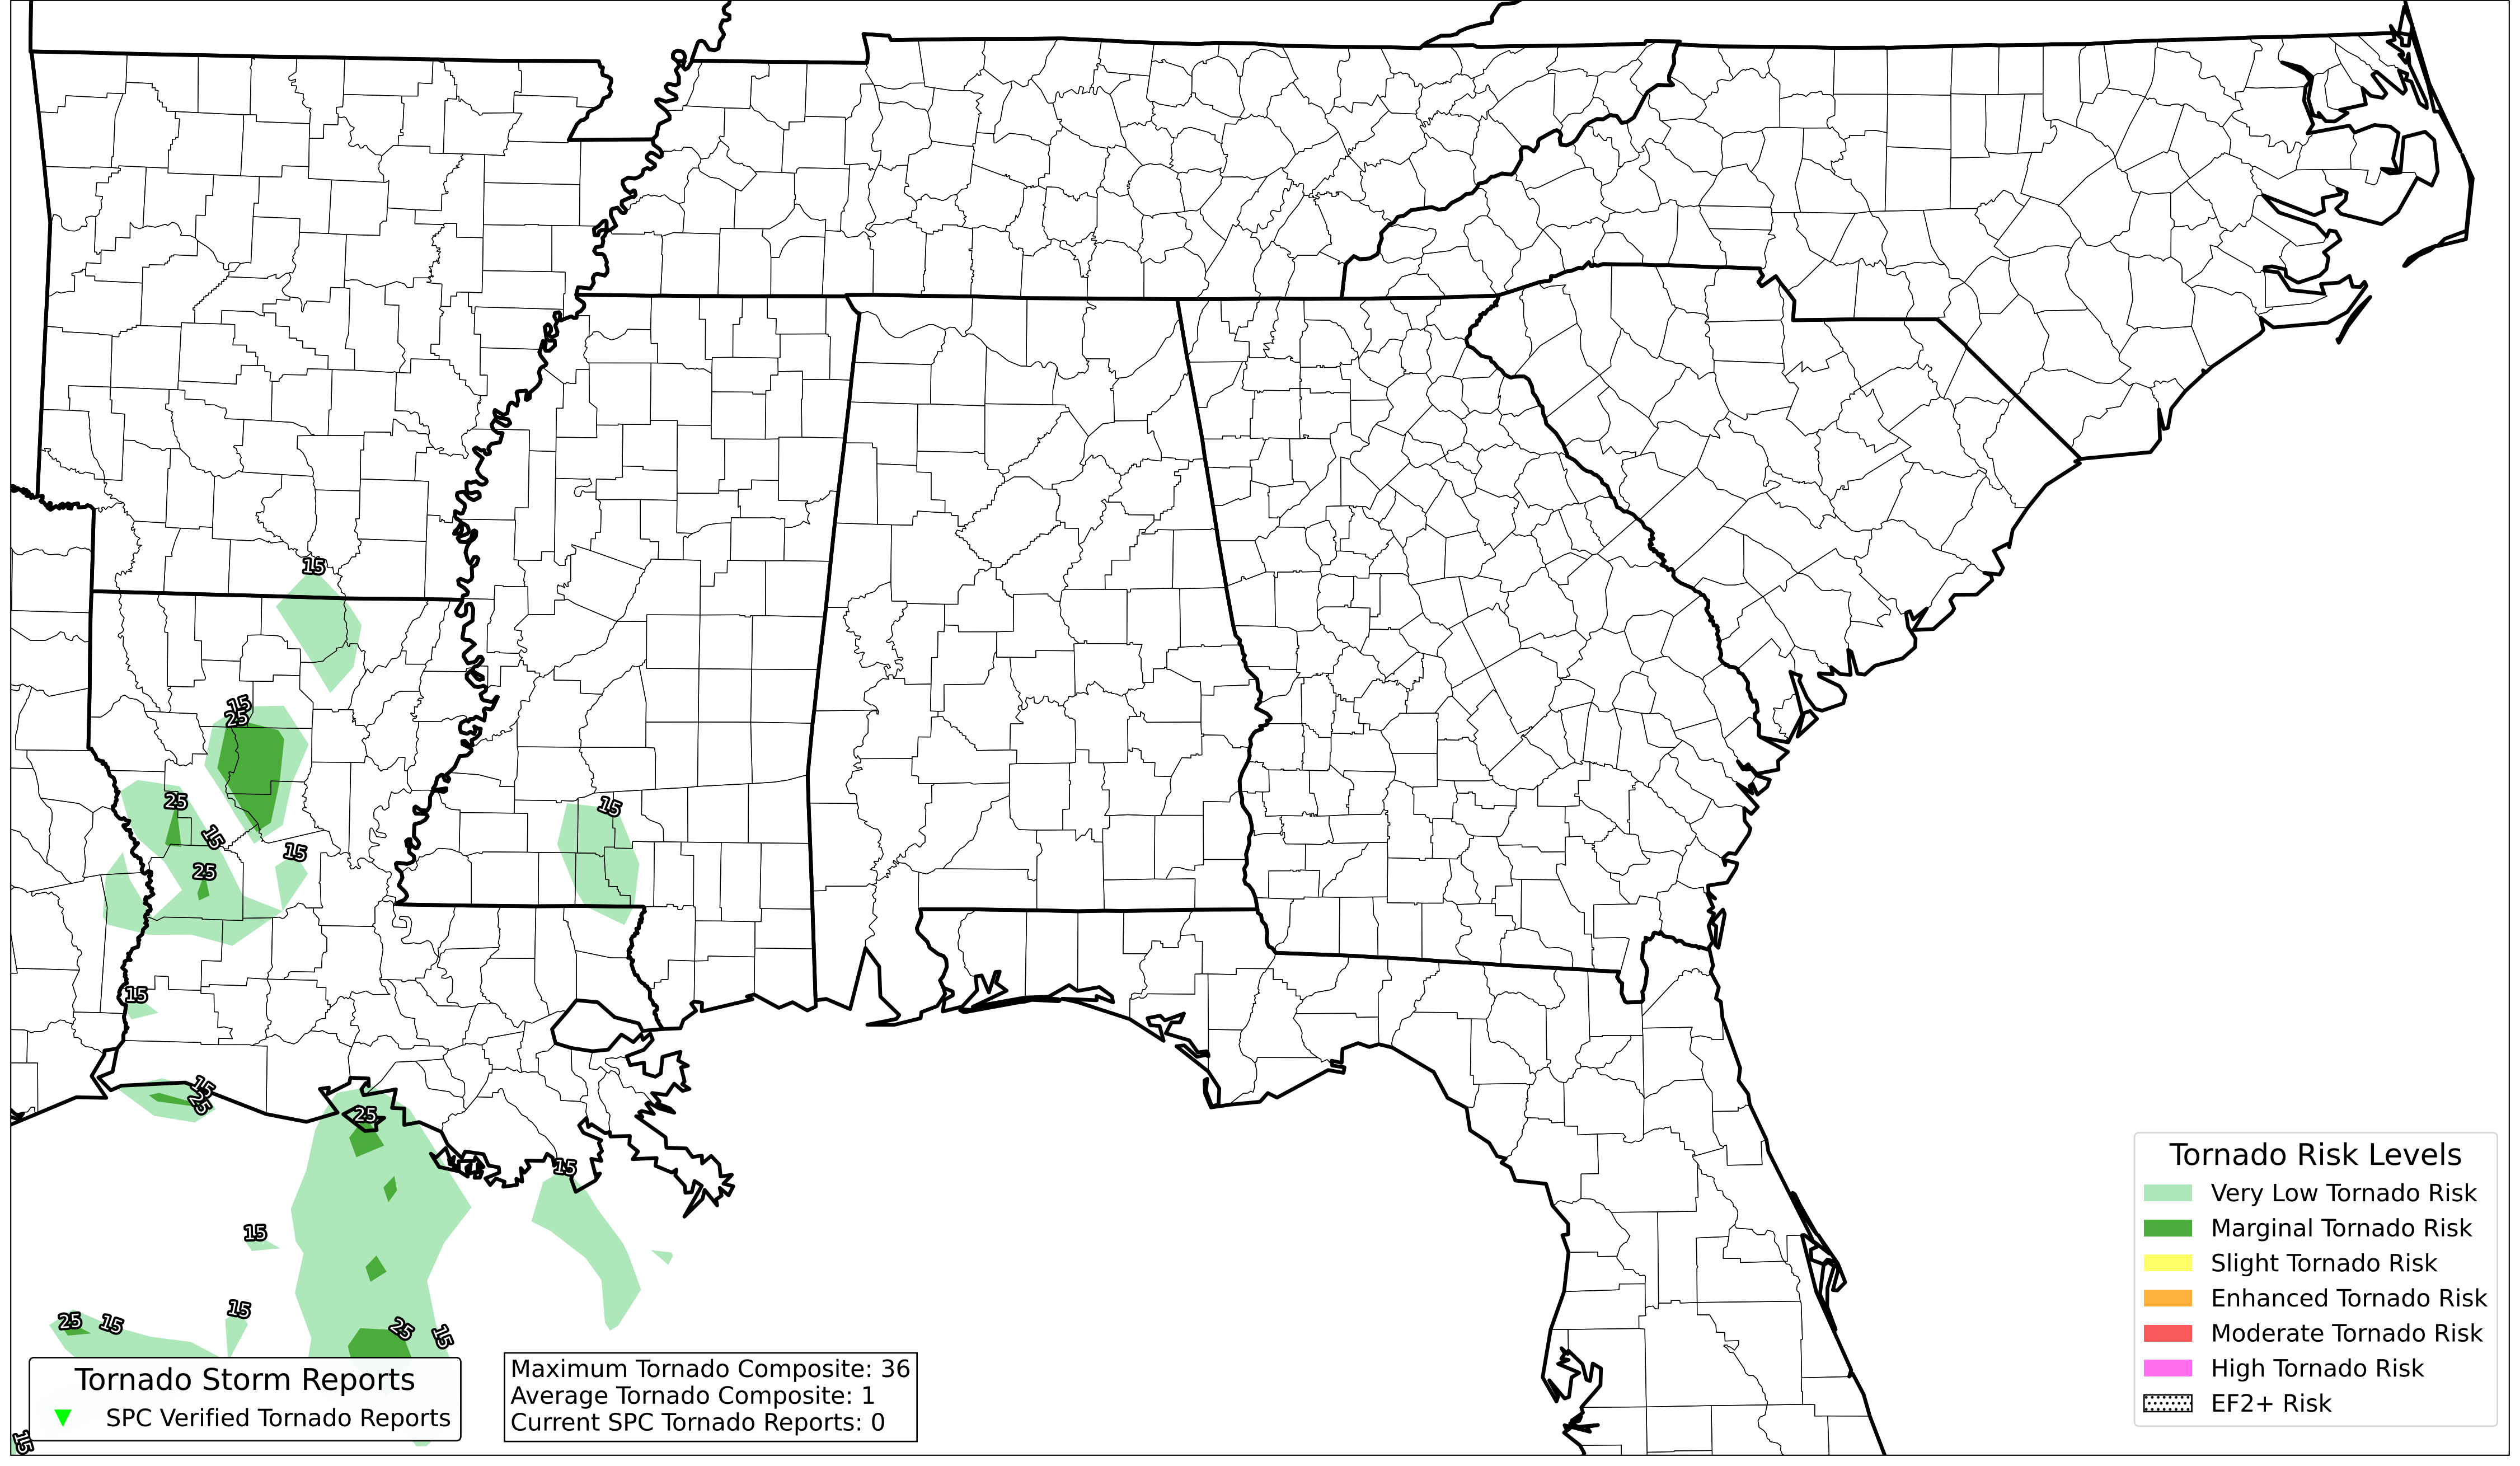 15
15
25
25
15
15
15
25
15
15
25
25
15
15
15
25
15
25
15
15
Tornado Storm Reports
SPC Verified Tornado Reports
Maximum Tornado Composite: 36
Average Tornado Composite: 1
Current SPC Tornado Reports: 0
Tornado Risk Levels
Very Low Tornado Risk
Marginal Tornado Risk
Slight Tornado Risk
Enhanced Tornado Risk
Moderate Tornado Risk
High Tornado Risk
EF2+ Risk